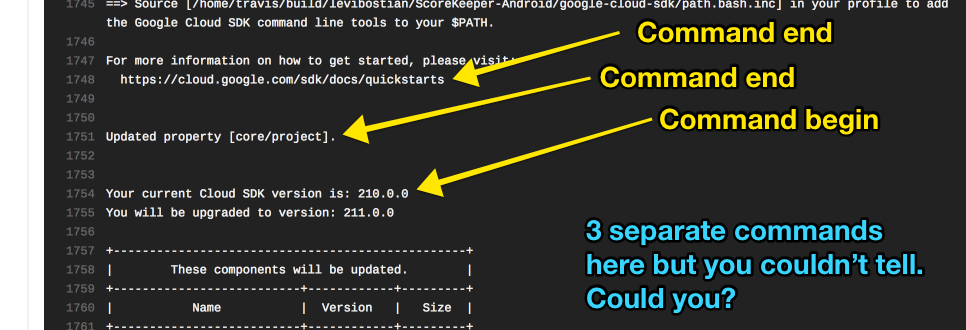 1745 ==> Source [/home/travis/build/levibostian/ScoreKeeper-Android/google-cloud-sdk/path.bash.inc] in your profile to add
the Google Cloud SDK command line tools to your $PATH.
Command end
1746
1747 For more information on how to get started, please visit:
1748 https://cloud.google.com/sdk/docs/quickstarts
Command end
1749
1750
Command begin
1751 Updated property [core/project].
1752
1753
1754 Your current Cloud SDK version is: 210.0.0
1755 You will be upgraded to version: 211.0.0
1756
3 separate commands
here but you couldn't tell.
Could you?
1757 +-------------------------------------------------+
1758 | These components will be updated. |
1759 +--------------------------+------------+---------+
1760 | Name | Version | Size |
1761 +--------------------------+------------+---------+